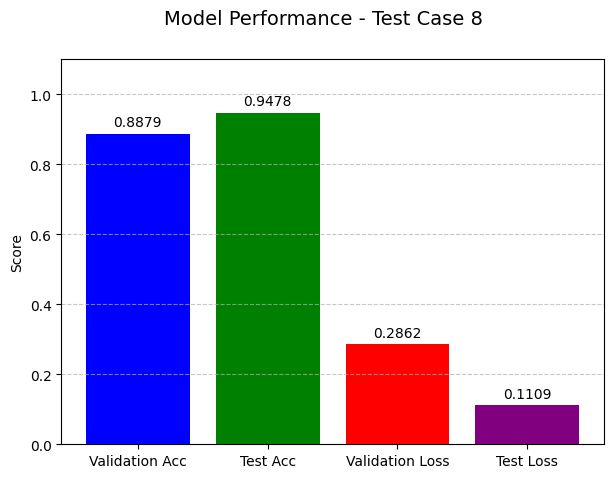 Model Performance - Test Case 8
Score
1.0
0.8
0.6
0.4
0.2
0.0
0.8879
0.9478
0.2862
0.1109
Validation Acc
Test Acc
Validation Loss
Test Loss